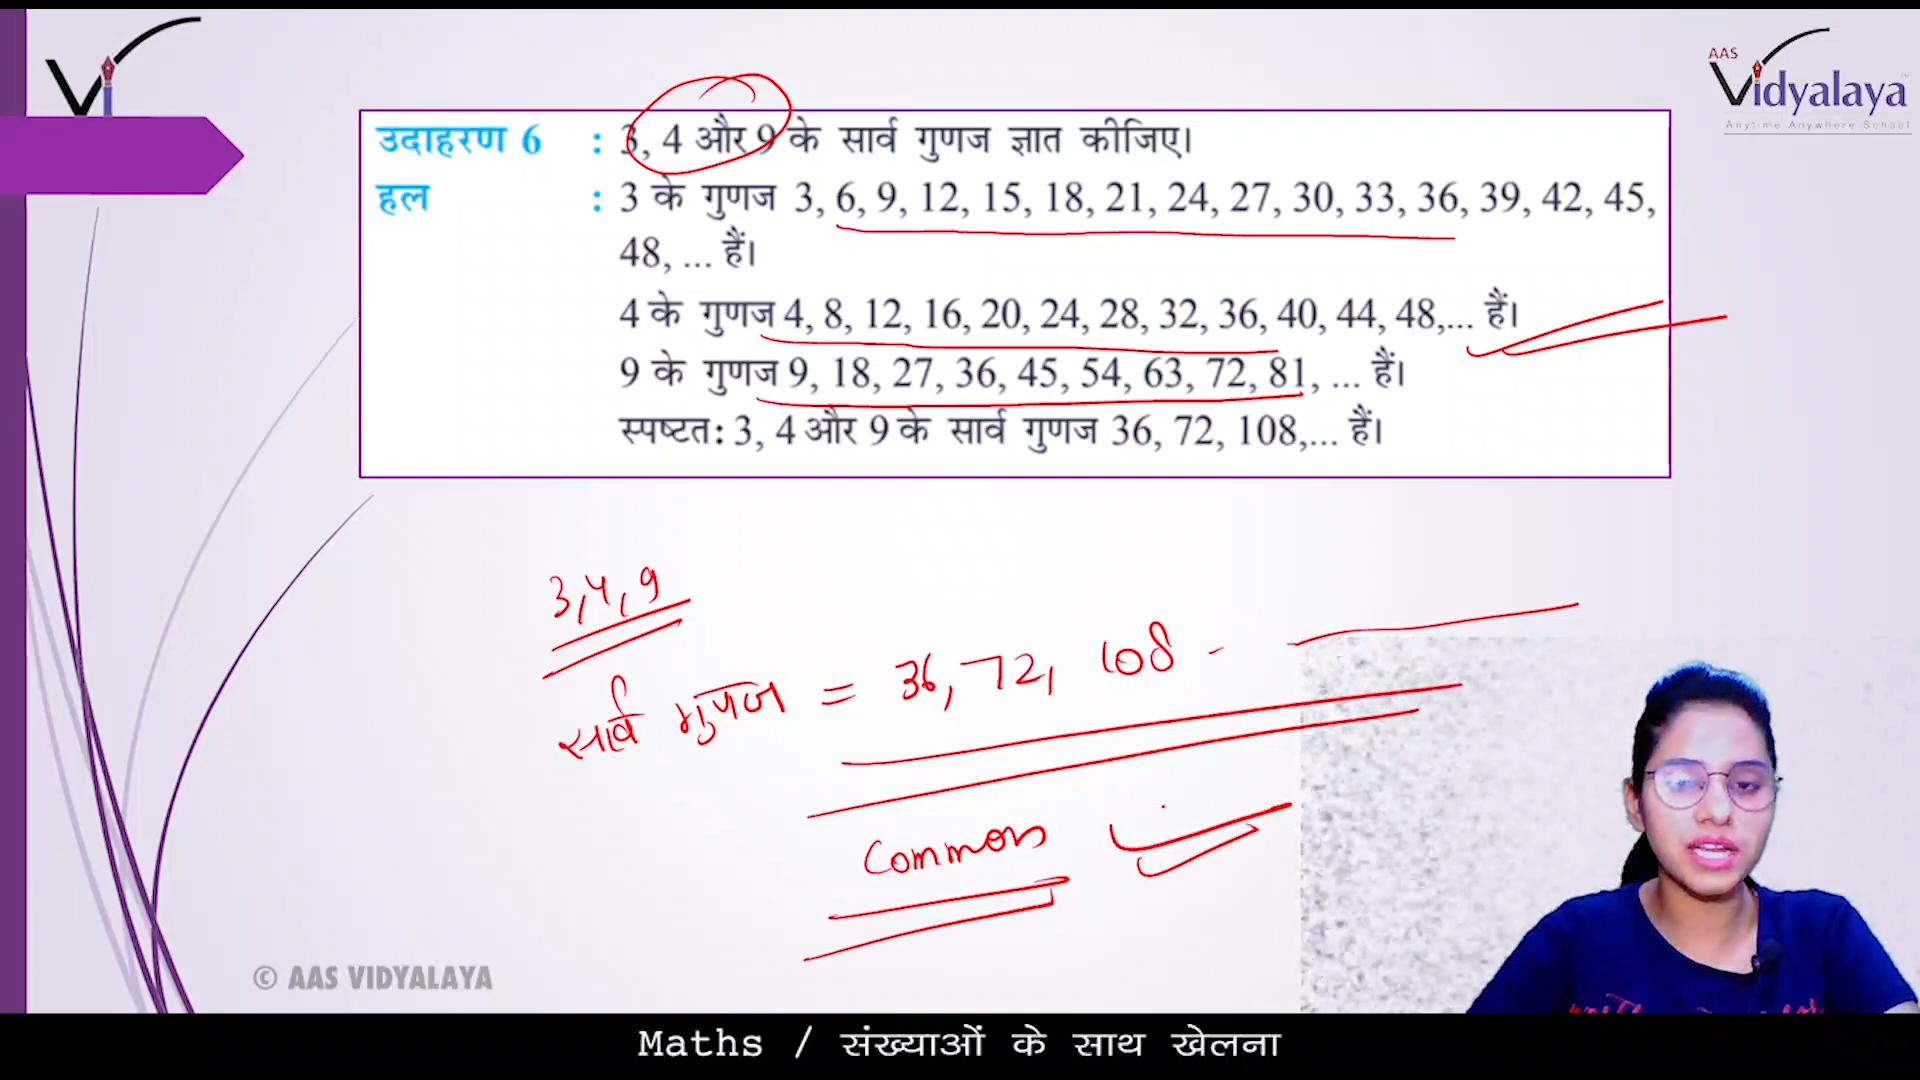 AAS
Vidyalaya
Anytime Anywhere School
उदाहरण 6 : 3, 4 और 9 के सार्व गुणज ज्ञात कीजिए।
हल : 3 के गुणज 3, 6, 9, 12, 15, 18, 21, 24, 27, 30, 33, 36, 39, 42, 45,
48, ... हैं।
4 के गुणज 4, 8, 12, 16, 20, 24, 28, 32, 36, 40, 44, 48,... हैं।
9 के गुणज 9, 18, 27, 36, 45, 54, 63, 72, 81, ... हैं।
स्पष्टत: 3, 4 और 9 के सार्व गुणज 36, 72, 108,... हैं।
3, 4, 9
सार्व गुणज = 36, 72, 108 -
Common
© AAS VIDYALAYA
Maths / संख्याओं के साथ खेलना